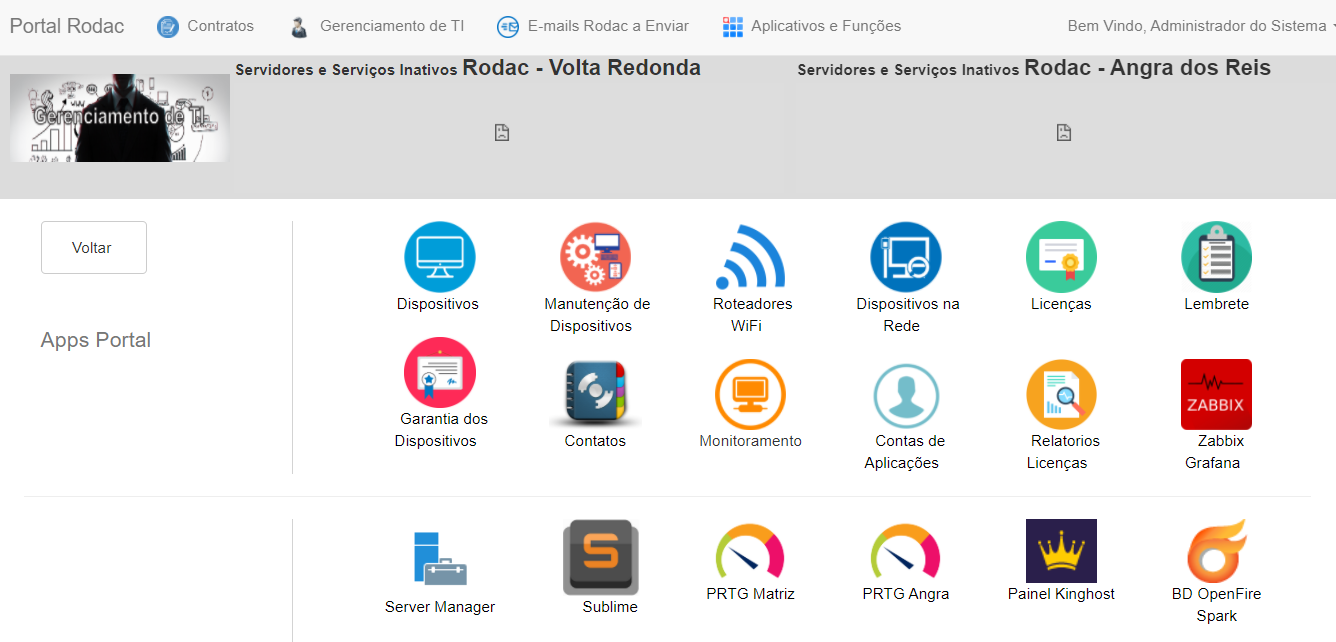 Portal Rodac
Contratos
Gerenciamento de TI
E-mails Rodac a Enviar
Aplicativos e Funções
Bem Vindo, Administrador do Sistema
Gerenciamento de TI
Servidores e Serviços Inativos Rodac - Volta Redonda
Servidores e Serviços Inativos Rodac - Angra dos Reis
Voltar
Apps Portal
Dispositivos
Manutenção de
Dispositivos
Roteadores
WiFi
Dispositivos na
Rede
Licenças
Lembrete
Garantia dos
Dispositivos
Contatos
Monitoramento
Contas de
Aplicações
Relatorios
Licenças
ZABBIX
Zabbix
Grafana
Server Manager
S
Sublime
PRTG Matriz
PRTG Angra
Painel Kinghost
BD OpenFire
Spark